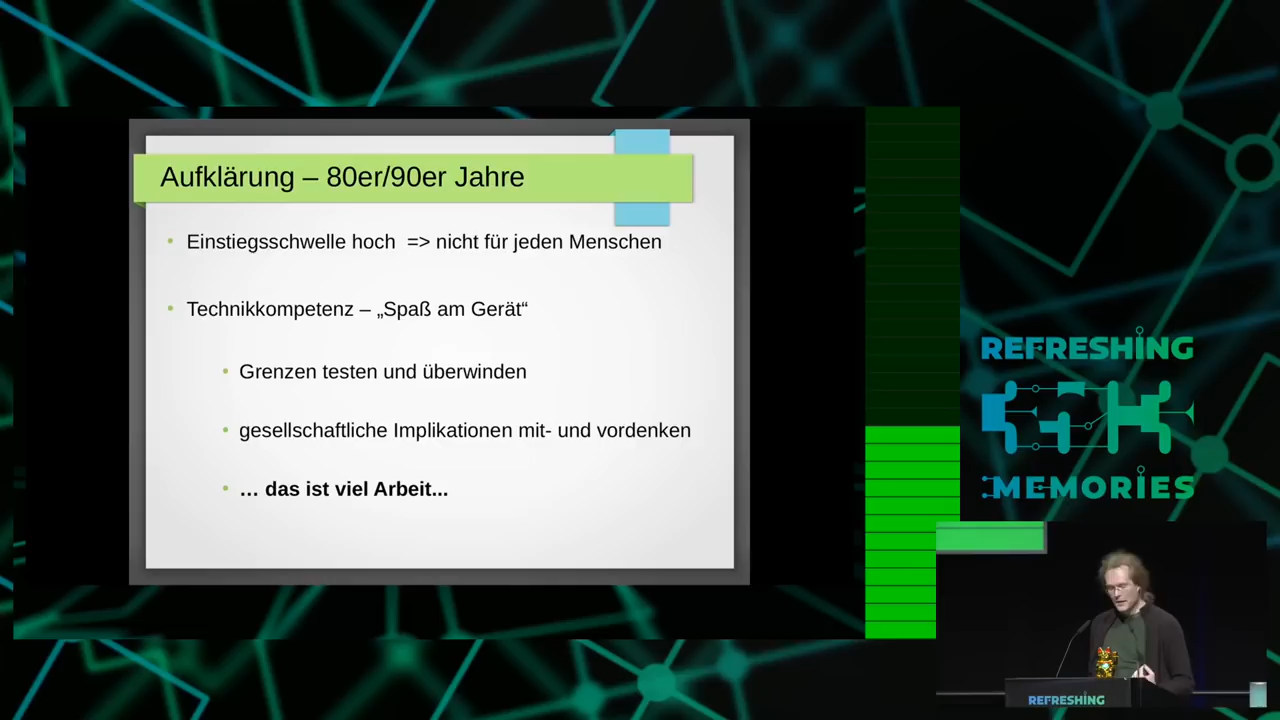 Aufklärung – 80er/90er Jahre
Einstiegsschwelle hoch => nicht für jeden Menschen
Technikkompetenz – „Spaß am Gerät“
Grenzen testen und überwinden
gesellschaftliche Implikationen mit- und vordenken
… das ist viel Arbeit...
REFRESHING
MEMORIES
REFRESHING